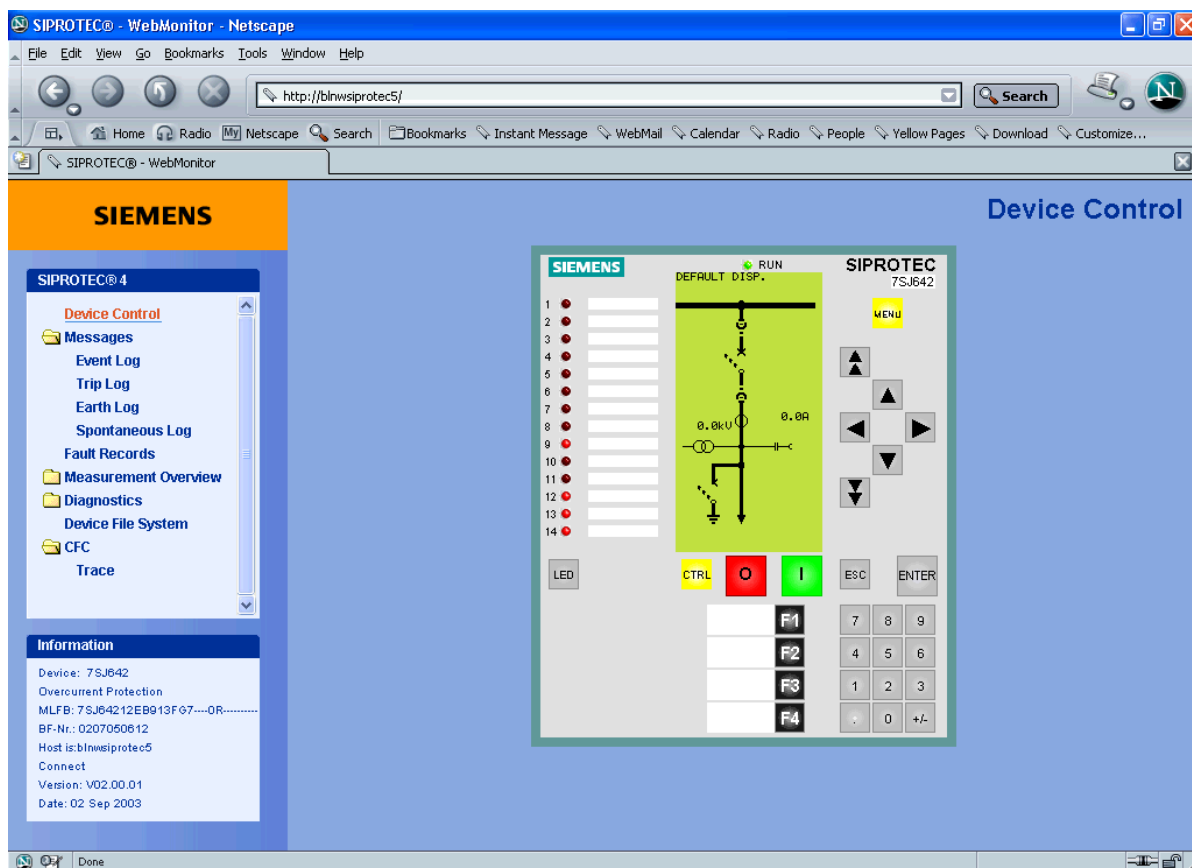 SIPROTEC® - WebMonitor - Netscape
File Edit View Go Bookmarks Tools Window Help
http://blnwsiprotec5/
Search
N
Home Radio My Netscape Search Bookmarks Instant Message WebMail Calendar Radio People Yellow Pages Download Customize...
SIPROTEC® - WebMonitor
SIEMENS
SIPROTEC® 4
Device Control
Messages
Event Log
Trip Log
Earth Log
Spontaneous Log
Fault Records
Measurement Overview
Diagnostics
Device File System
CFC
Trace
Information
Device: 7SJ642
Overcurrent Protection
MLFB: 7SJ64212EB913FG7----0R----------
BF-Nr.: 0207050612
Host is:blnwsiprotec5
Connect
Version: V02.00.01
Date: 02 Sep 2003
Device Control
SIEMENS
RUN
SIPROTEC
7SJ642
DEFAULT DISP.
MENU
1
2
3
4
5
6
7
8
9
10
11
12
13
14
0.0kV
0.0A
LED
CTRL
O
I
ESC
ENTER
F1
7 8 9
F2
4 5 6
F3
1 2 3
F4
. 0 +/-
Done